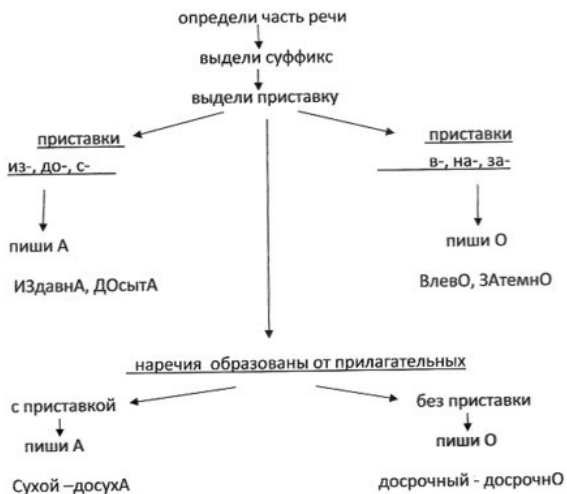 определи часть речи
выдели суффикс
выдели приставку
приставки
из-, до-, с-
приставки
в-, на-, за-
пиши А
ИЗдавнА, ДОсытА
пиши О
ВлевО, ЗАтемнО
наречия образованы от прилагательных
с приставкой
пиши А
Сухой –досухА
без приставки
пиши О
досрочный - досрочнО